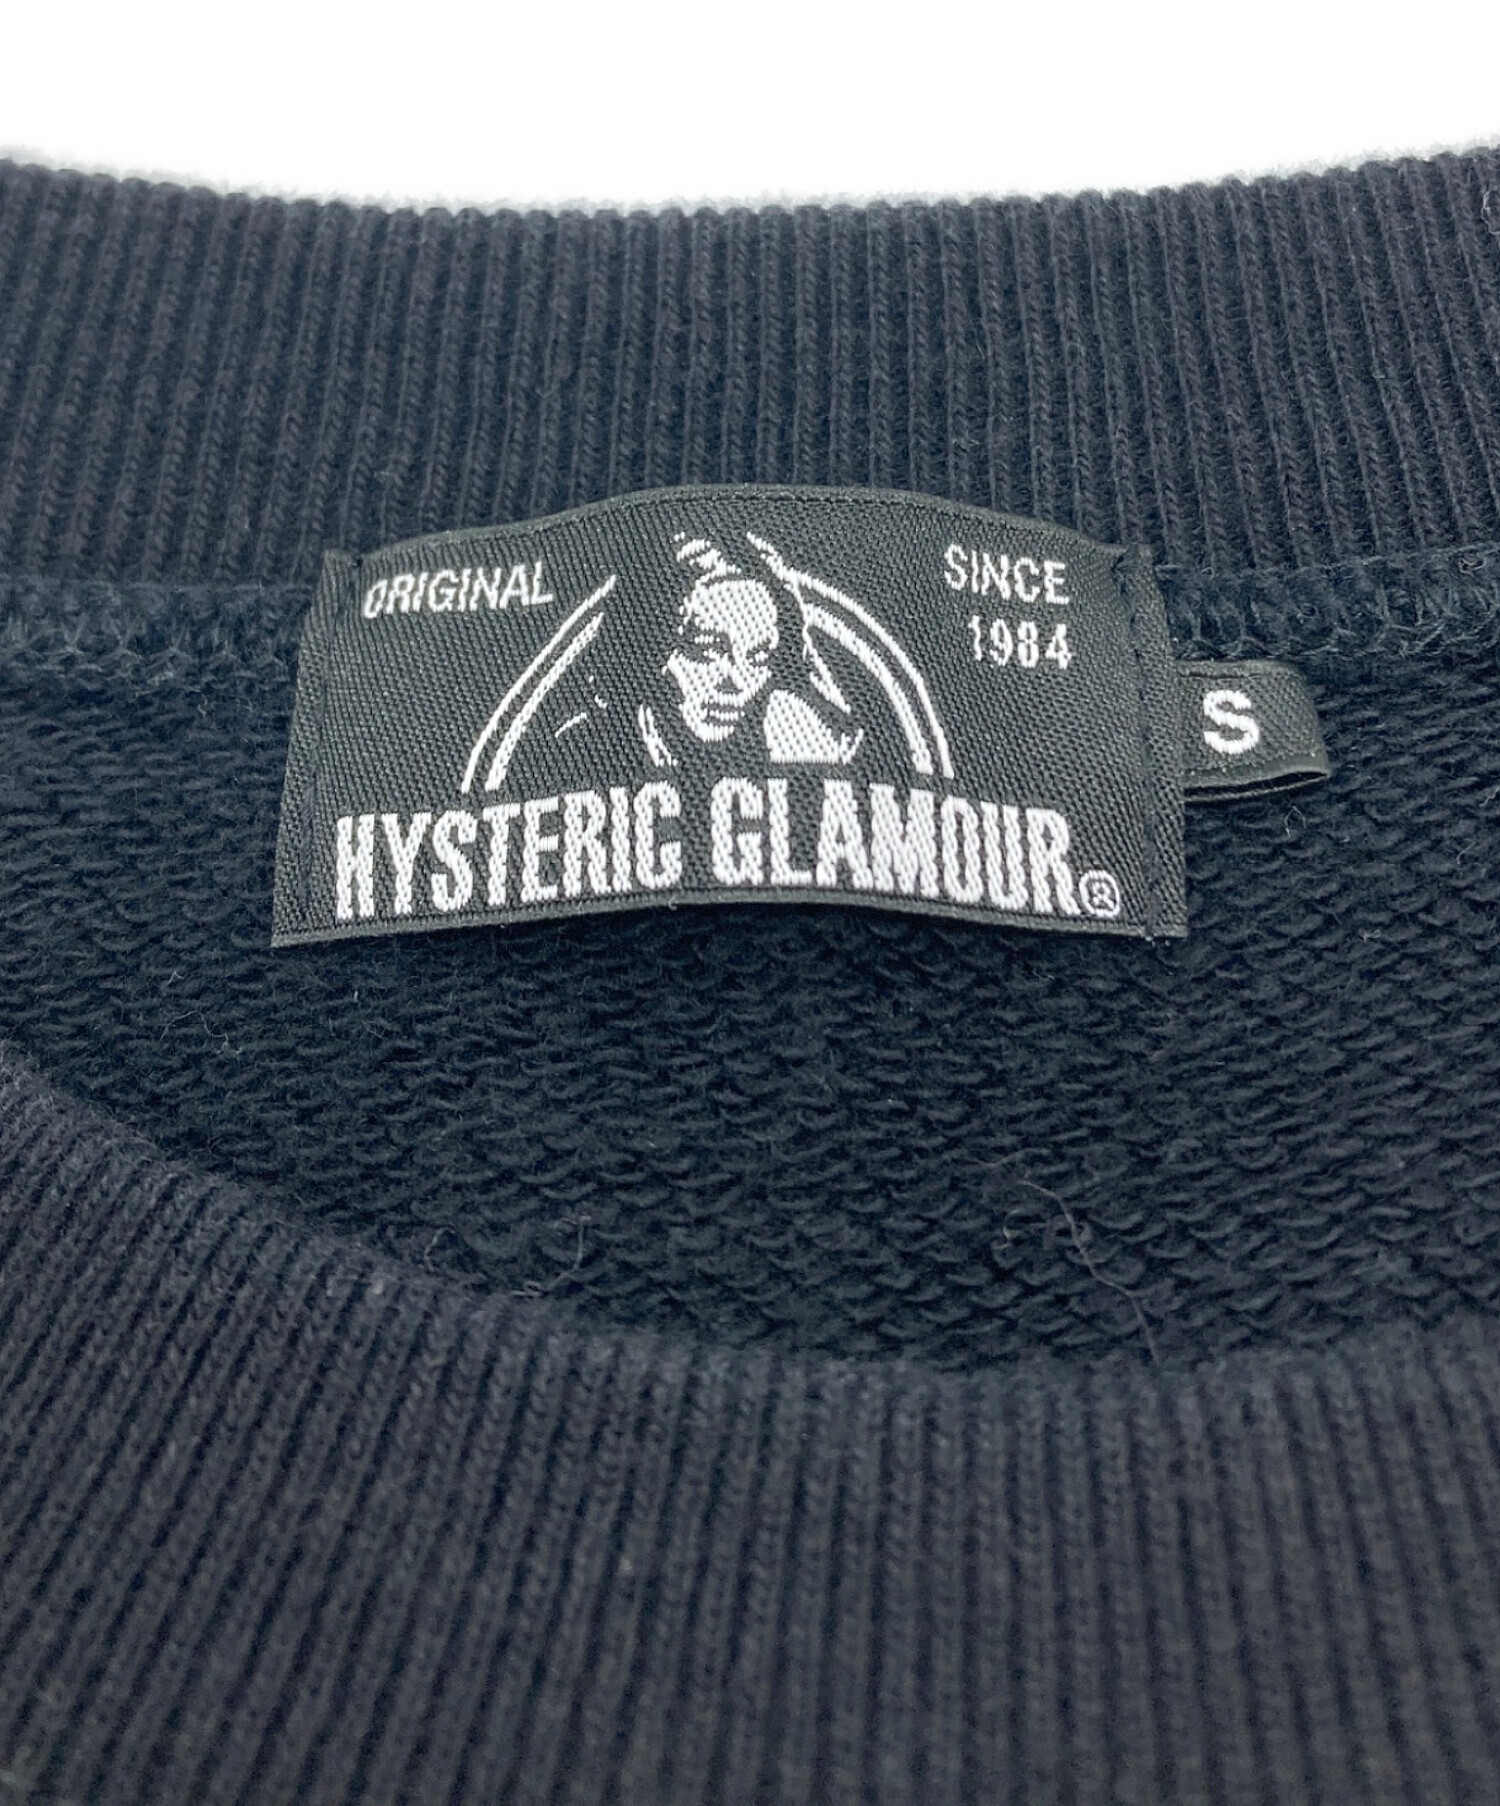 ORIGINAL
SINCE
1984
HYSTERIC GLAMOUR®
S